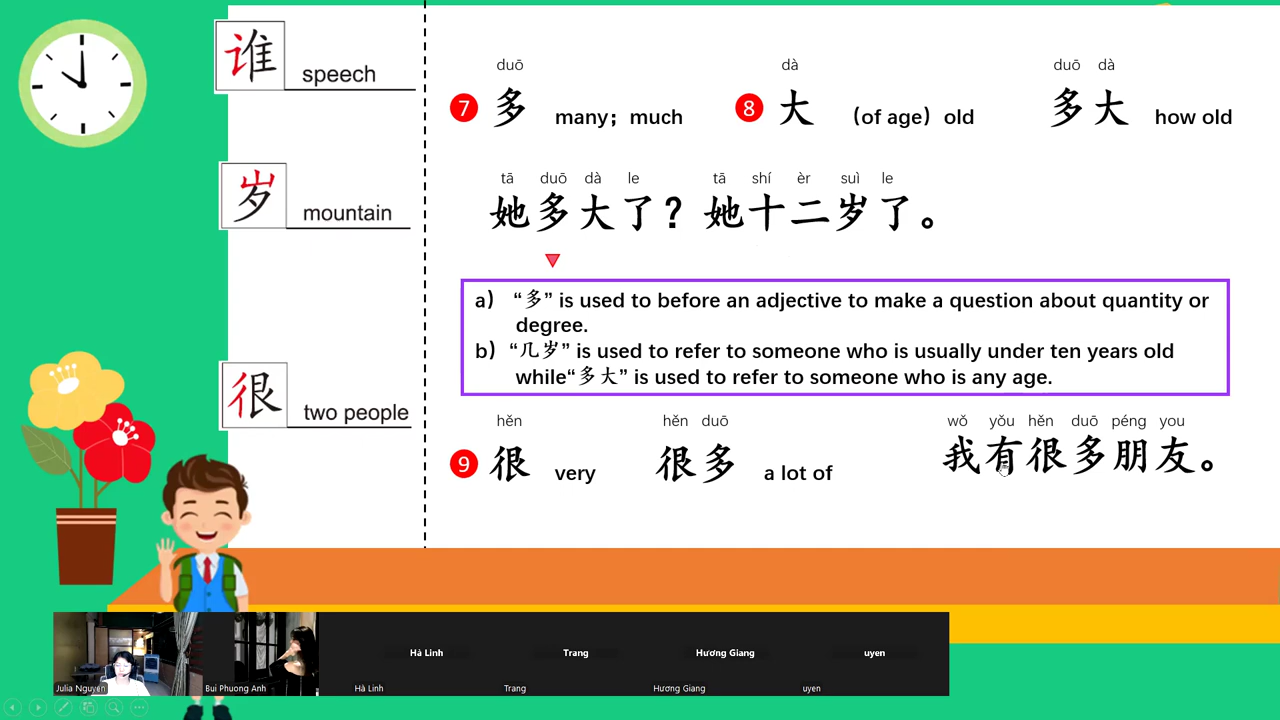 谁 speech
岁 mountain
很 two people
duō dà duō dà
7 多 many；much 8 大 （of age）old 多大 how old
tā duō dà le tā shí èr suì le
她多大了？她十二岁了。
a） “多” is used to before an adjective to make a question about quantity or
degree.
b）“几岁” is used to refer to someone who is usually under ten years old
while“多大” is used to refer to someone who is any age.
hěn hěn duō wǒ yǒu hěn duō péng you
9 很 very 很多 a lot of 我有很多朋友。
Hà Linh Trang Hương Giang uyen
Julia Nguyen Bui Phuong Anh Hà Linh Trang Hương Giang uyen